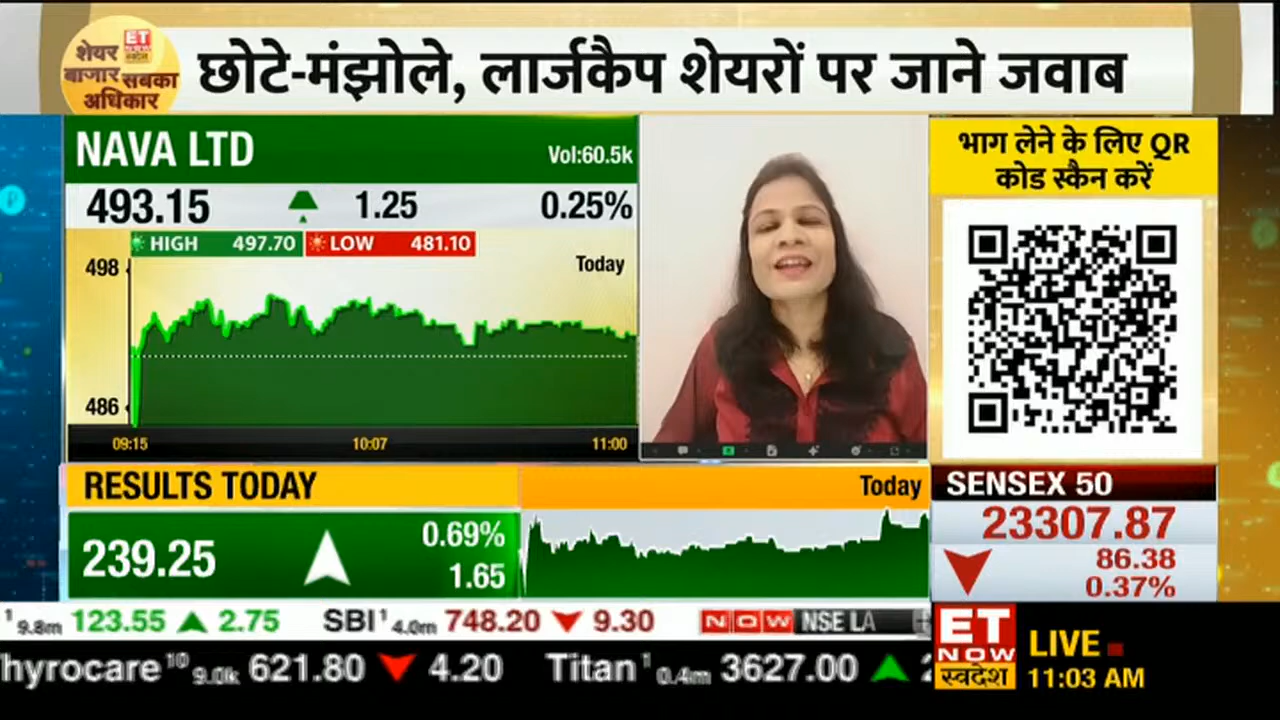 शेयर
ET
NOW
स्वदेश
बाजार सबका
अधिकार
छोटे-मंझोले, लार्जकैप शेयरों पर जाने जवाब
NAVA LTD
Vol:60.5k
493.15 1.25 0.25%
HIGH 497.70 LOW 481.10
Today
498
486
09:15 10:07 11:00
भाग लेने के लिए QR
कोड स्कैन करें
RESULTS TODAY
Today
239.25
0.69%
1.65
SENSEX 50
23307.87
86.38
0.37%
1 9.8m 123.55 2.75 SBI 1 4.0m 748.20 9.30 NOW NSE LA
hyrocare 10 9.0k 621.80 4.20 Titan 1 0.4m 3627.00
ET
NOW
स्वदेश
LIVE
11:03 AM